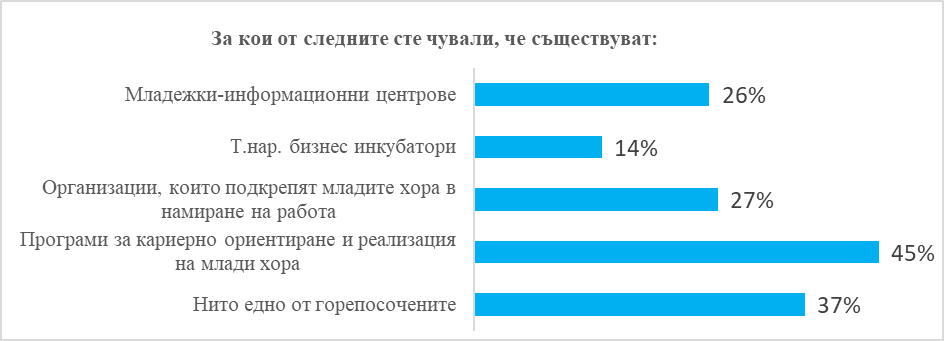 За кои от следните сте чували, че съществуват:
Младежки-информационни центрове
26%
Т.нар. бизнес инкубатори
14%
Организации, които подкрепят младите хора в
намиране на работа
27%
Програми за кариерно ориентиране и реализация
на млади хора
45%
Нито едно от горепосочените
37%